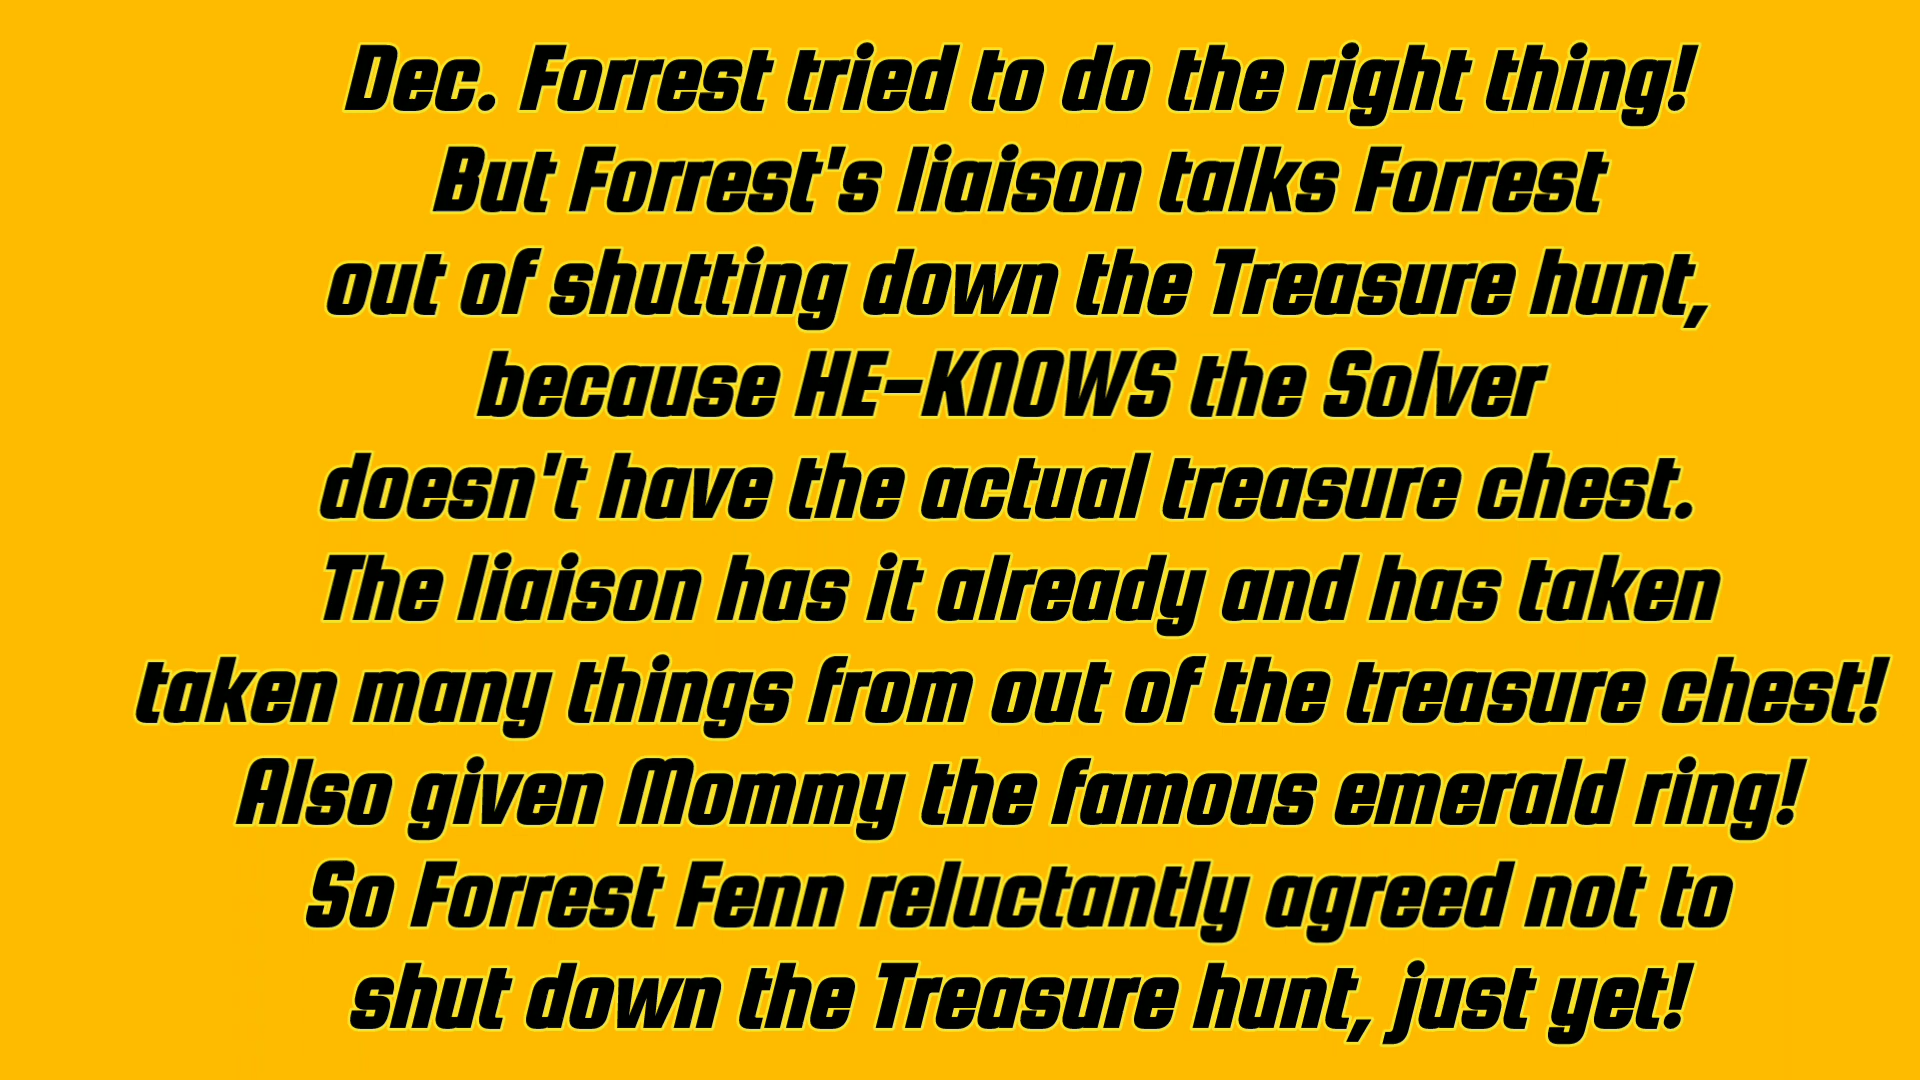 Dec. Forrest tried to do the right thing!
But Forrest's liaison talks Forrest
out of shutting down the Treasure hunt,
because HE-KNOWS the Solver
doesn't have the actual treasure chest.
The liaison has it already and has taken
taken many things from out of the treasure chest!
Also given Mommy the famous emerald ring!
So Forrest Fenn reluctantly agreed not to
shut down the Treasure hunt, just yet!